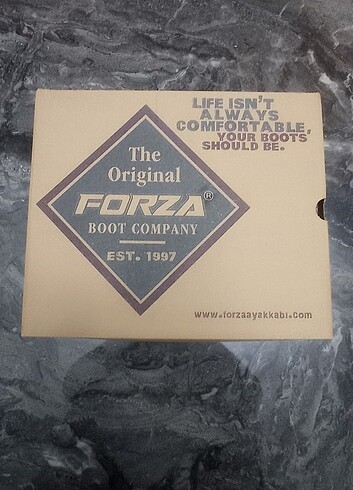 LIFE ISN'T
ALWAYS
COMFORTABLE,
YOUR BOOTS
SHOULD BE.
The
Original
FORZA®
BOOT COMPANY
EST. 1997
www.forzaayakkabi.com